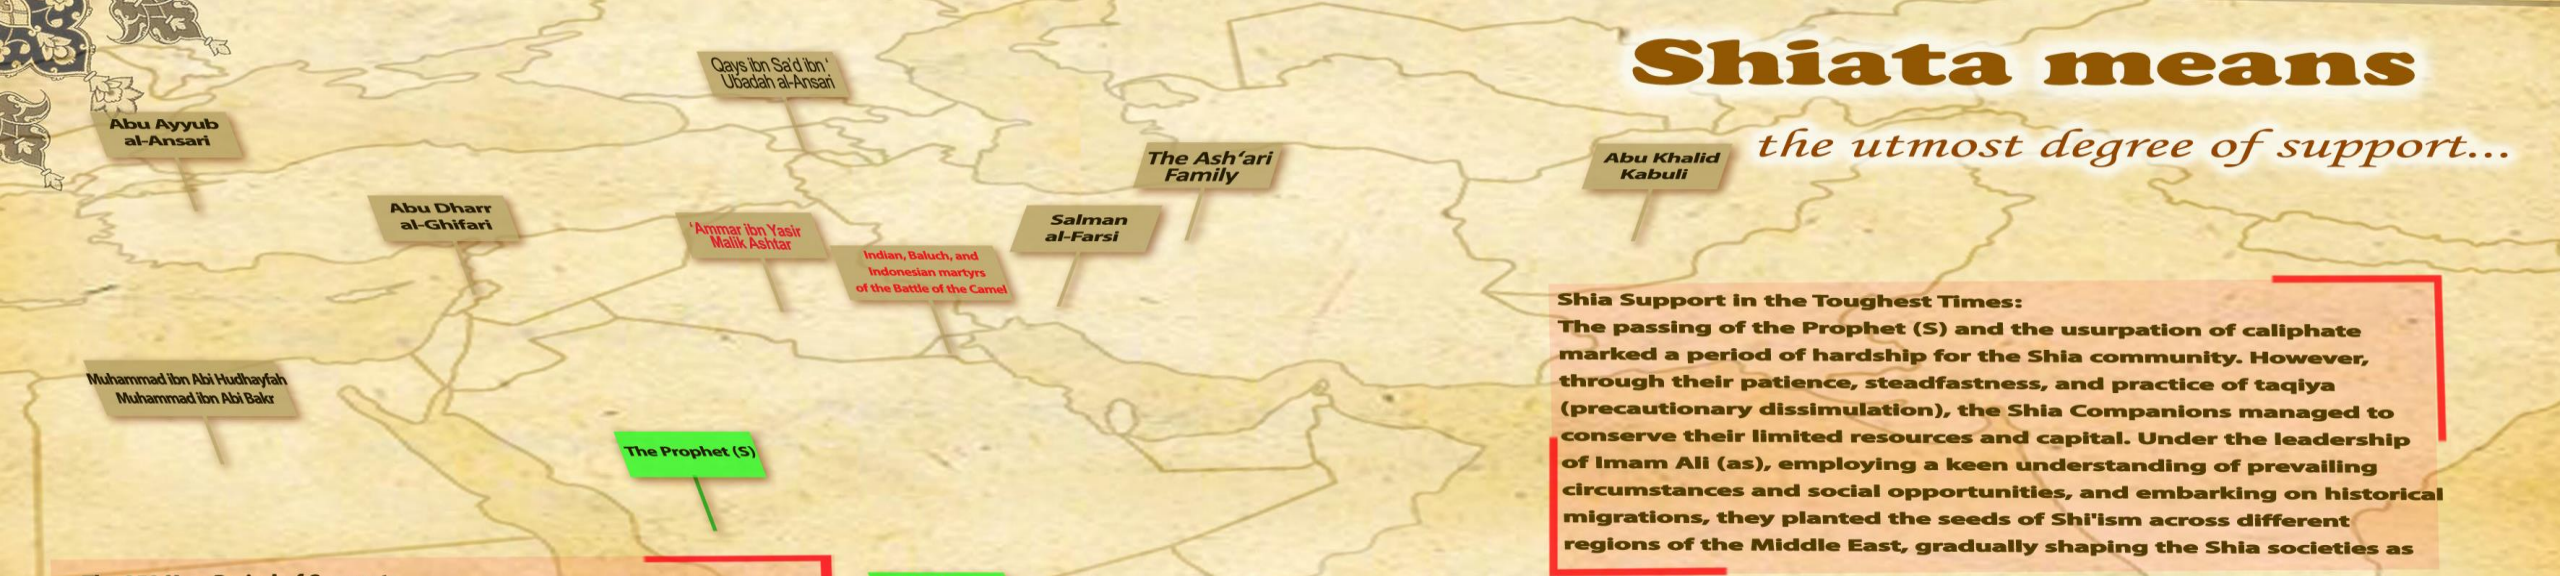 Shiata means
the utmost degree of support...
Qays ibn Sa'd ibn '
Ubadah al-Ansari
Abu Ayyub
al-Ansari
The Ash'ari
Family
Abu Khalid
Kabuli
Abu Dharr
al-Ghifari
'Ammar ibn Yasir
Malik Ashtar
Salman
al-Farsi
Indian, Baluch, and
Indonesian martyrs
of the Battle of the Camel
Muhammad ibn Abi Hudhayfah
Muhammad ibn Abi Bakr
The Prophet (S)
Shia Support in the Toughest Times:
The passing of the Prophet (S) and the usurpation of caliphate
marked a period of hardship for the Shia community. However,
through their patience, steadfastness, and practice of taqiya
(precautionary dissimulation), the Shia Companions managed to
conserve their limited resources and capital. Under the leadership
of Imam Ali (as), employing a keen understanding of prevailing
circumstances and social opportunities, and embarking on historical
migrations, they planted the seeds of Shi'ism across different
regions of the Middle East, gradually shaping the Shia societies as